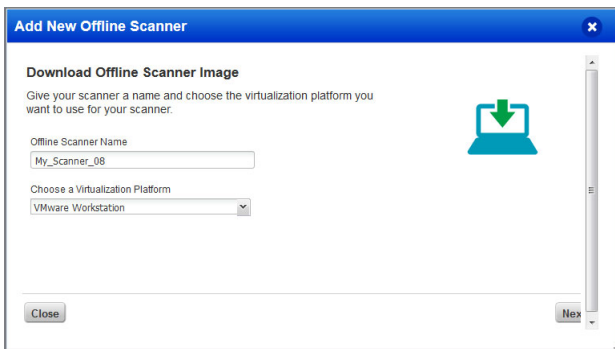 Add New Offline Scanner
Download Offline Scanner Image
Give your scanner a name and choose the virtualization platform you
want to use for your scanner.
Offline Scanner Name
My_Scanner_08
Choose a Virtualization Platform
VMware Workstation
Close
Nex